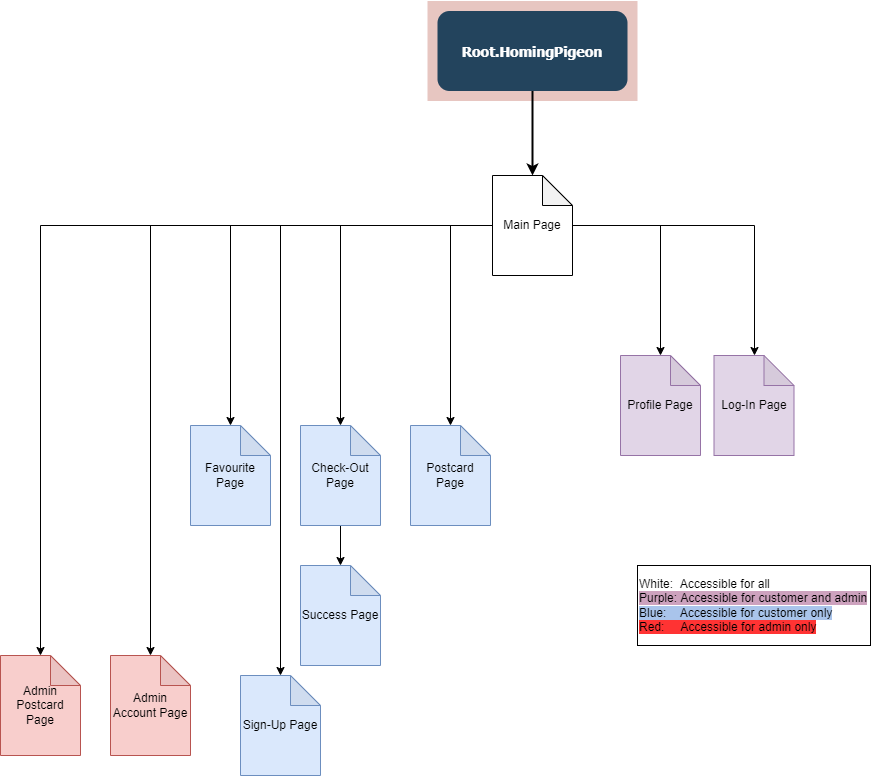 Root.HomingPigeon
Main Page
Profile Page
Log-In Page
Favourite
Page
Check-Out
Page
Postcard
Page
Success Page
Admin
Postcard
Page
Admin
Account Page
Sign-Up Page
White: Accessible for all
Purple: Accessible for customer and admin
Blue: Accessible for customer only
Red: Accessible for admin only